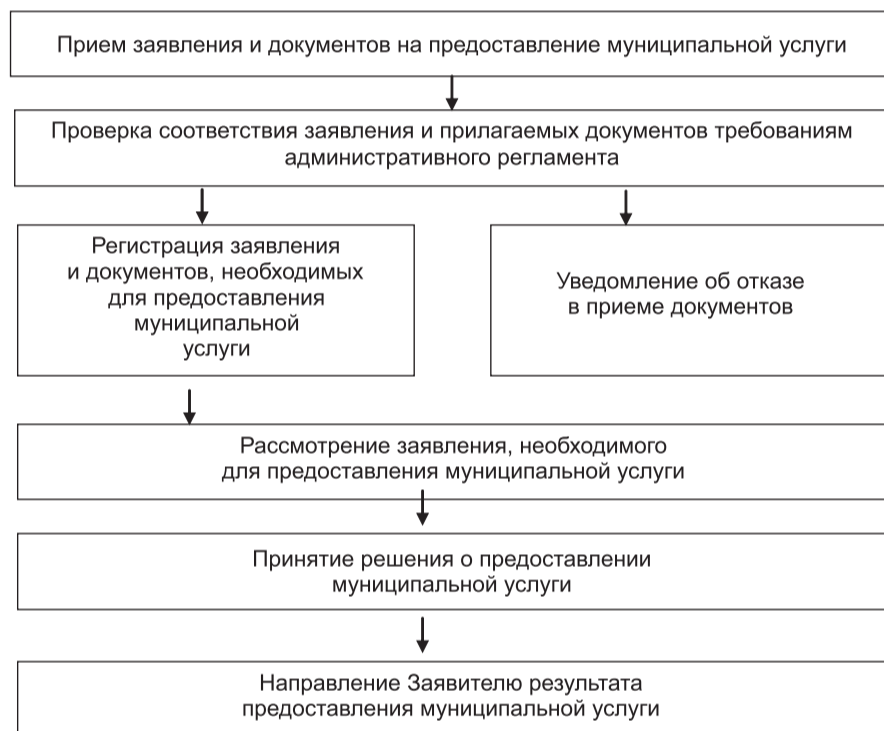 Прием заявления и документов на предоставление муниципальной услуги
Проверка соответствия заявления и прилагаемых документов требованиям
административного регламента
Регистрация заявления
и документов, необходимых
для предоставления
муниципальной
услуги
Уведомление об отказе
в приеме документов
Рассмотрение заявления, необходимого
для предоставления муниципальной услуги
Принятие решения о предоставлении
муниципальной услуги
Направление Заявителю результата
предоставления муниципальной услуги